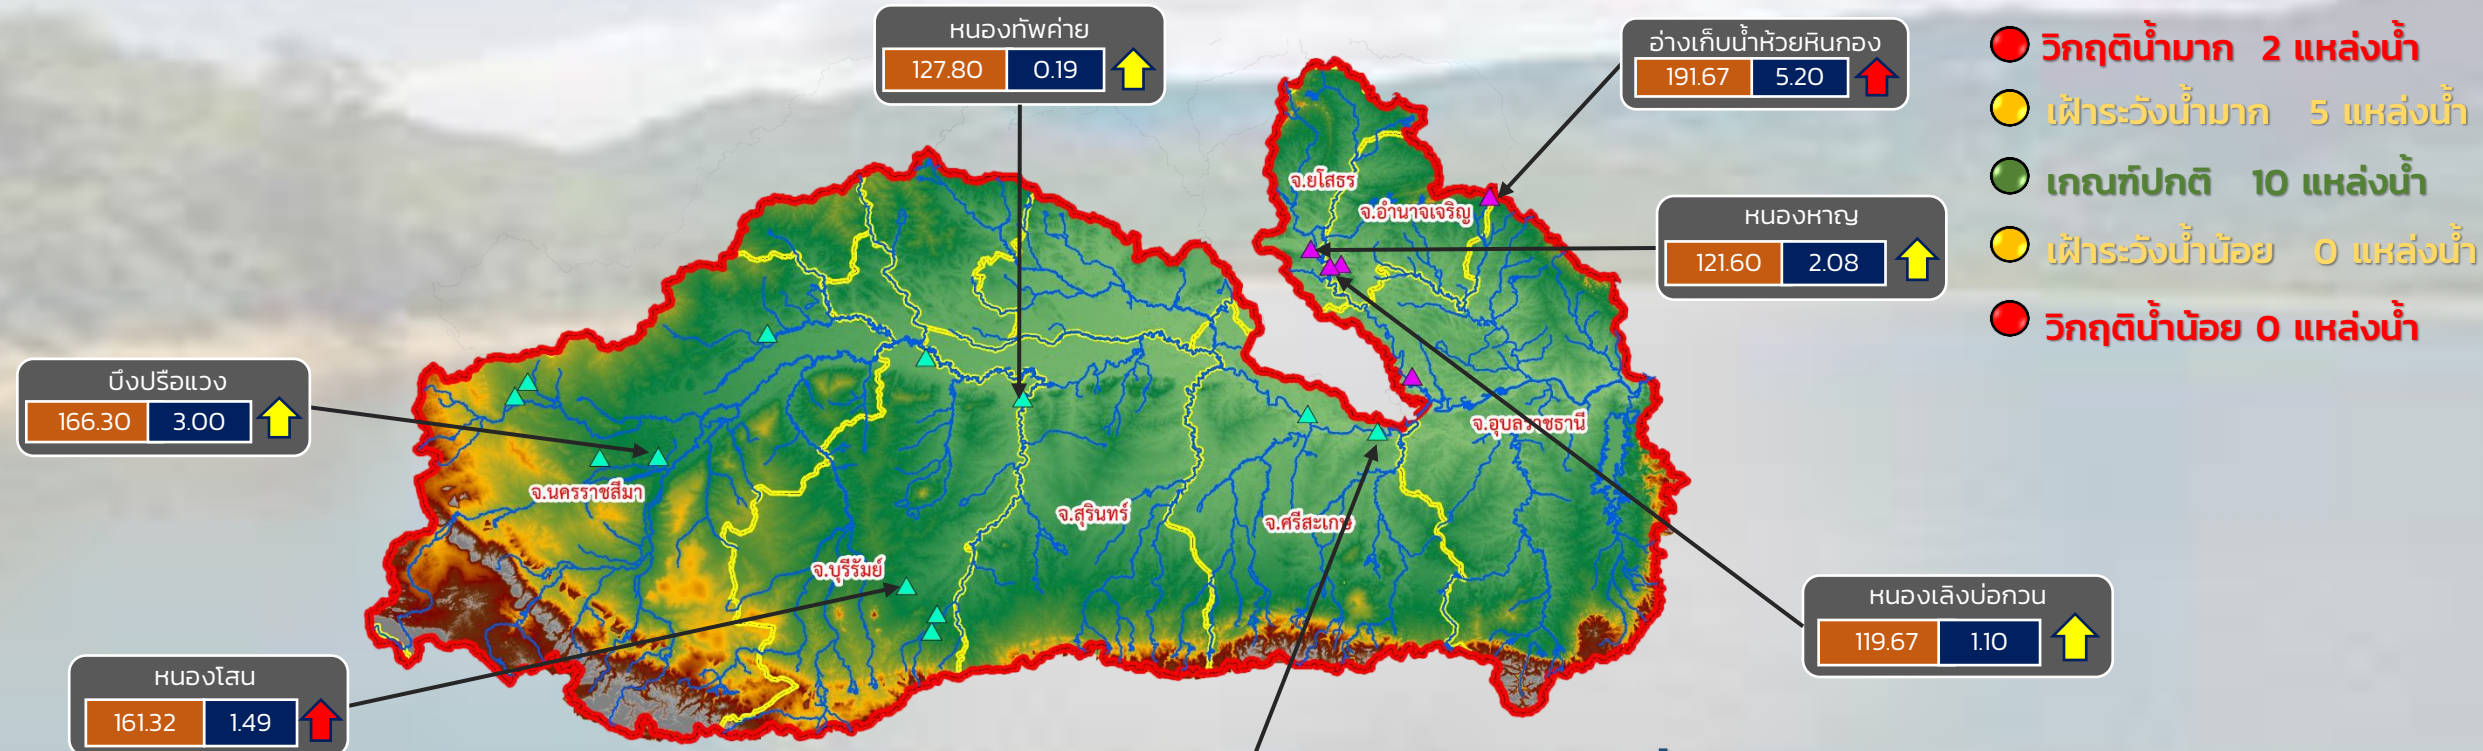 หนองทัพค่าย
127.80 0.19
อ่างเก็บน้ำห้วยหินกอง
191.67 5.20
วิกฤติน้ำมาก 2 แหล่งน้ำ
เฝ้าระวังน้ำมาก 5 แหล่งน้ำ
เกณฑ์ปกติ 10 แหล่งน้ำ
เฝ้าระวังน้ำน้อย 0 แหล่งน้ำ
วิกฤติน้ำน้อย 0 แหล่งน้ำ
จ.ยโสธร
จ.อำนาจเจริญ
หนองหาญ
121.60 2.08
บึงปรือแวง
166.30 3.00
จ.อุบลราชธานี
จ.นครราชสีมา
จ.สุรินทร์
จ.ศรีสะเกษ
จ.บุรีรัมย์
หนองเลิงบ่อกวน
119.67 1.10
หนองโสน
161.32 1.49